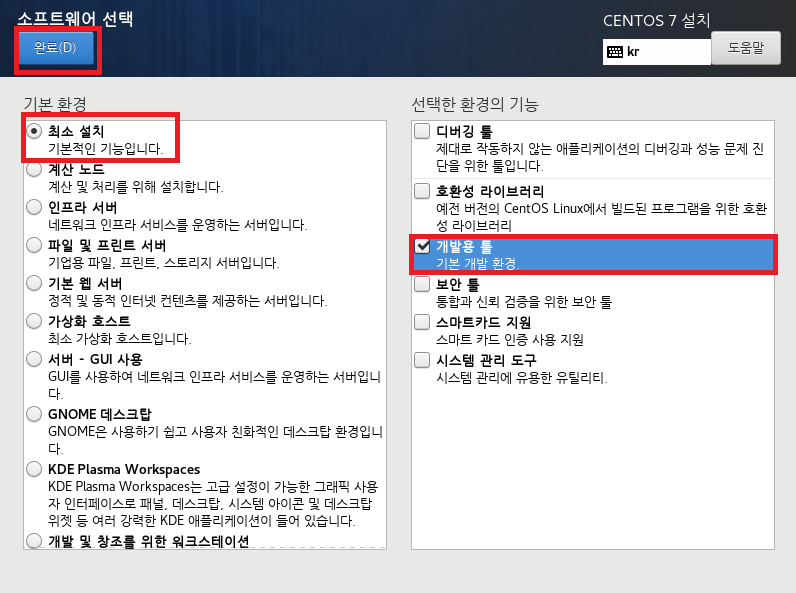 소프트웨어 선택
CENTOS 7 설치
완료(D)
kr
도움말
기본 환경
최소 설치
기본적인 기능입니다.
계산 노드
계산 및 처리를 위해 설치합니다.
인프라 서버
네트워크 인프라 서비스를 운영하는 서버입니다.
파일 및 프린트 서버
기업용 파일, 프린트, 스토리지 서버입니다.
기본 웹 서버
정적 및 동적 인터넷 컨텐츠를 제공하는 서버입니다.
가상화 호스트
최소 가상화 호스트입니다.
서버 - GUI 사용
GUI를 사용하여 네트워크 인프라 서비스를 운영하는 서버입니
다.
GNOME 데스크탑
GNOME은 사용하기 쉽고 사용자 친화적인 데스크탑 환경입니
다.
KDE Plasma Workspaces
KDE Plasma Workspaces는 고급 설정이 가능한 그래픽 사용
자 인터페이스로 패널, 데스크탑, 시스템 아이콘 및 데스크탑
위젯 등 여러 강력한 KDE 애플리케이션이 들어 있습니다.
개발 및 창조를 위한 워크스테이션
선택한 환경의 기능
디버깅 툴
제대로 작동하지 않는 애플리케이션의 디버깅과 성능 문제 진
단을 위한 툴입니다.
호환성 라이브러리
예전 버전의 CentOS Linux에서 빌드된 프로그램을 위한 호환
성 라이브러리
개발용 툴
기본 개발 환경.
보안 툴
통합과 신뢰 검증을 위한 보안 툴
스마트카드 지원
스마트 카드 인증 사용 지원
시스템 관리 도구
시스템 관리에 유용한 유틸리티.